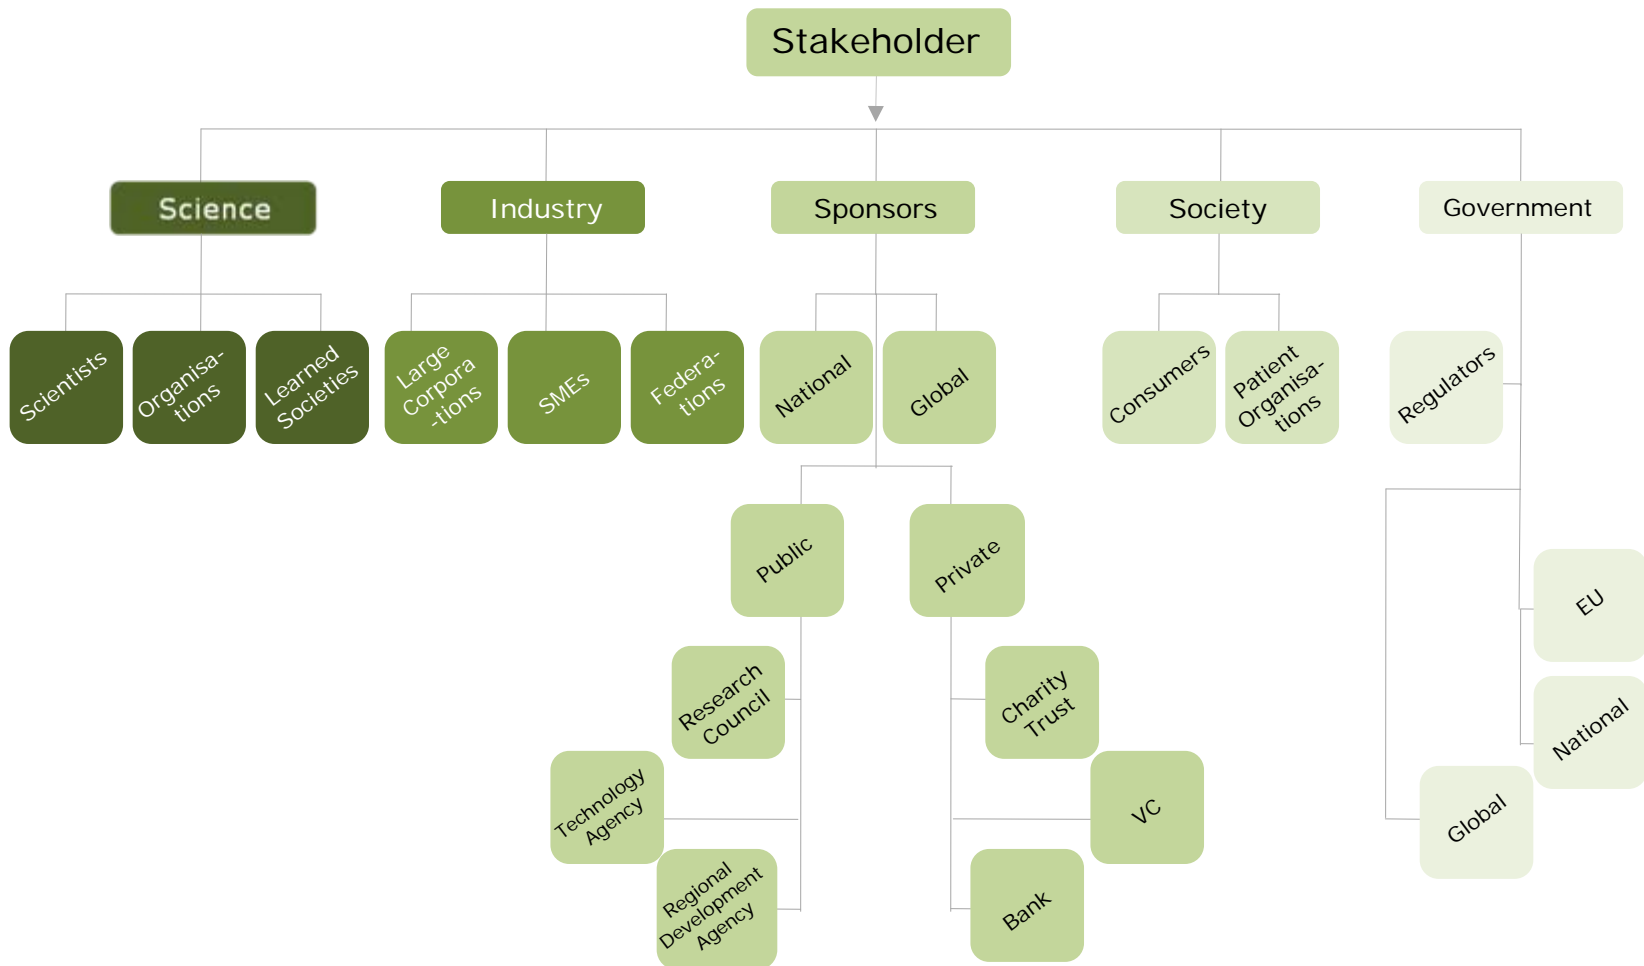 Stakeholder
Science
Industry
Sponsors
Society
Government
Scientists
Organisa-
tions
Learned
Societies
Large
Corpora
-tions
SMEs
Federa-
tions
National
Global
Consumers
Patient
Organisa-
tions
Regulators
Public
Private
EU
Research
Council
Charity
Trust
National
Technology
Agency
VC
Global
Regional
Development
Agency
Bank